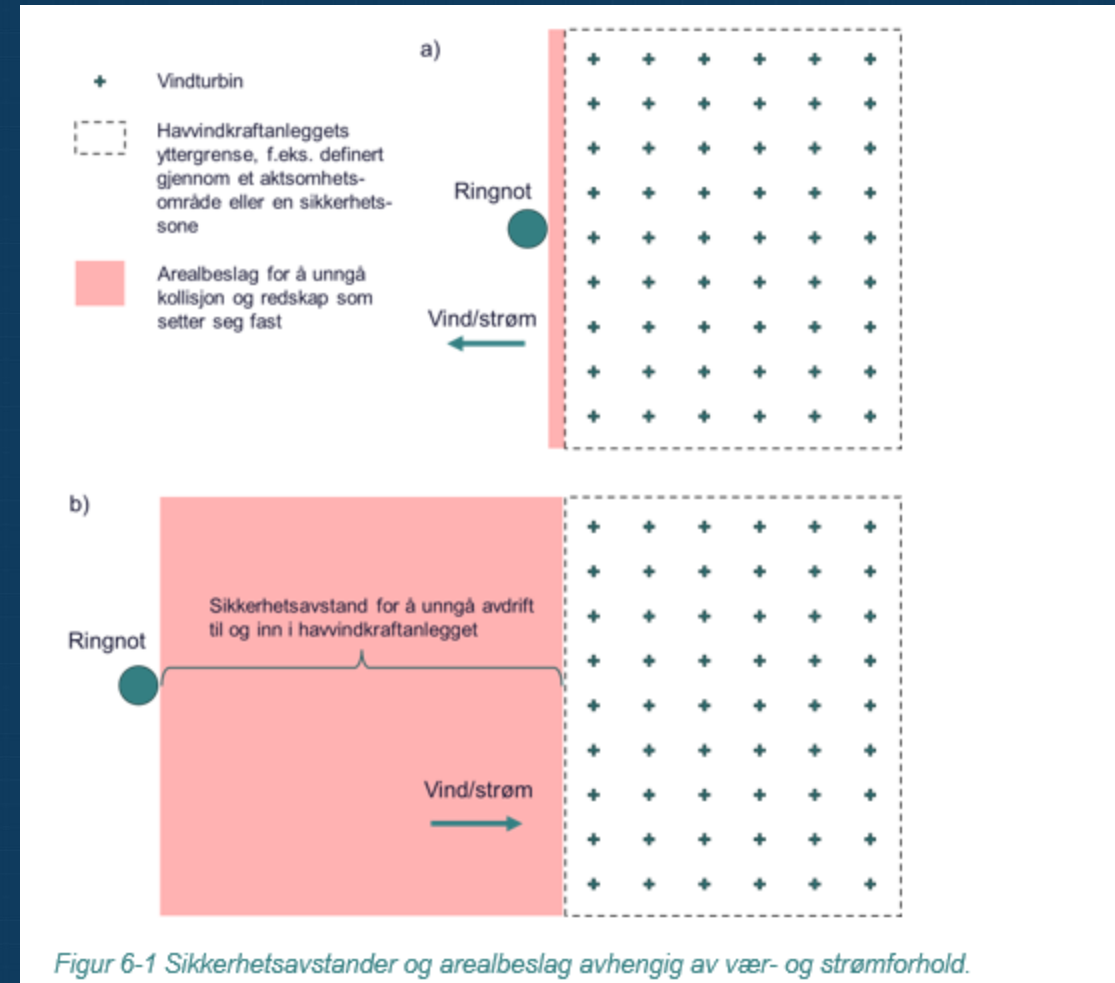 a)
Vindturbin
Havvindkraftanleggets
yttergrense, f.eks. definert
gjennom et aktsomhets-
område eller en sikkerhets-
sone
Arealbeslag for å unngå
kollisjon og redskap som
setter seg fast
Ringnot
Vind/strøm
b)
Sikkerhetsavstand for å unngå avdrift
til og inn i havvindkraftanlegget
Ringnot
Vind/strøm
Figur 6-1 Sikkerhetsavstander og arealbeslag avhengig av vær- og strømforhold.